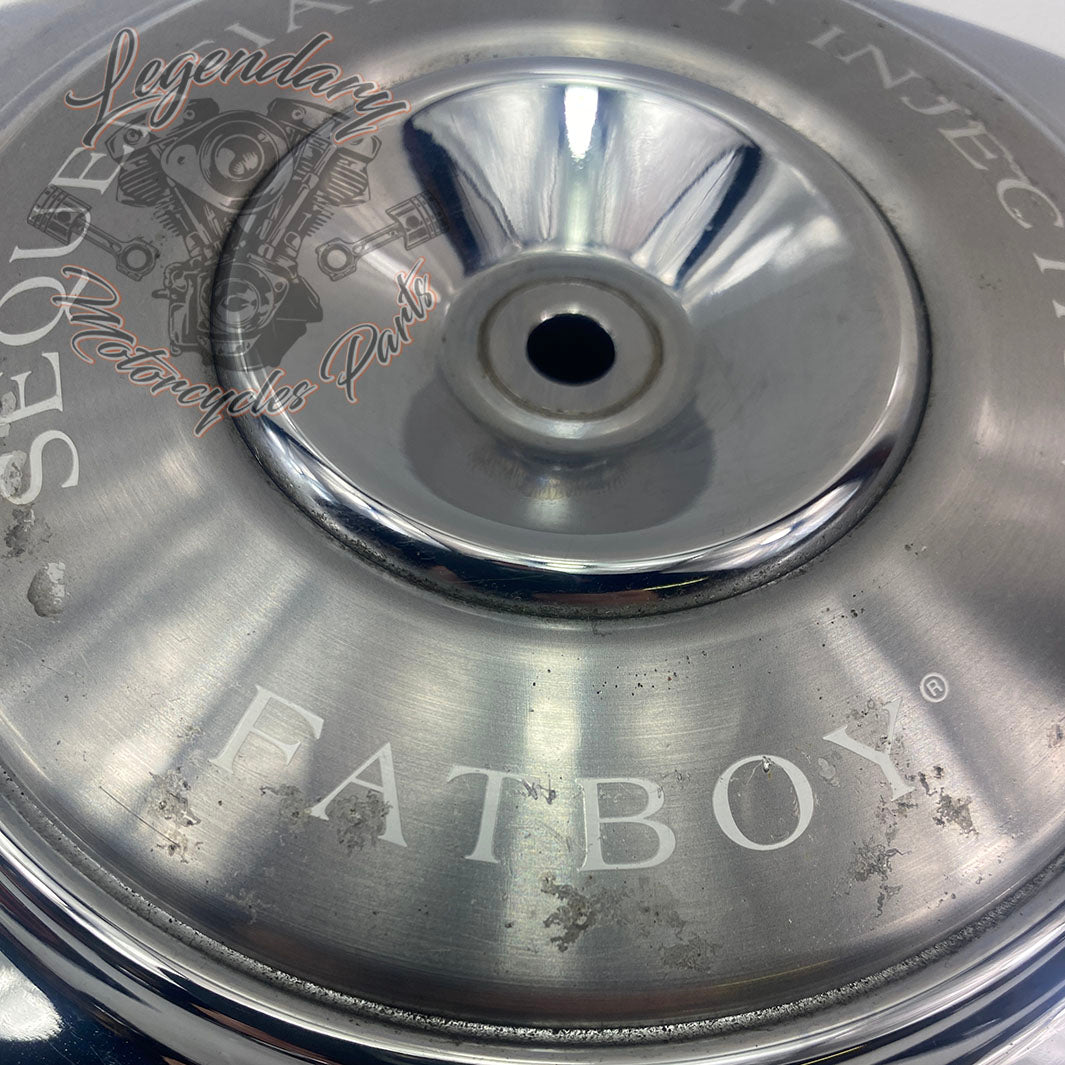 Legendary
Motorcycles Parts
SEQUE
INJECT
FATBOY®